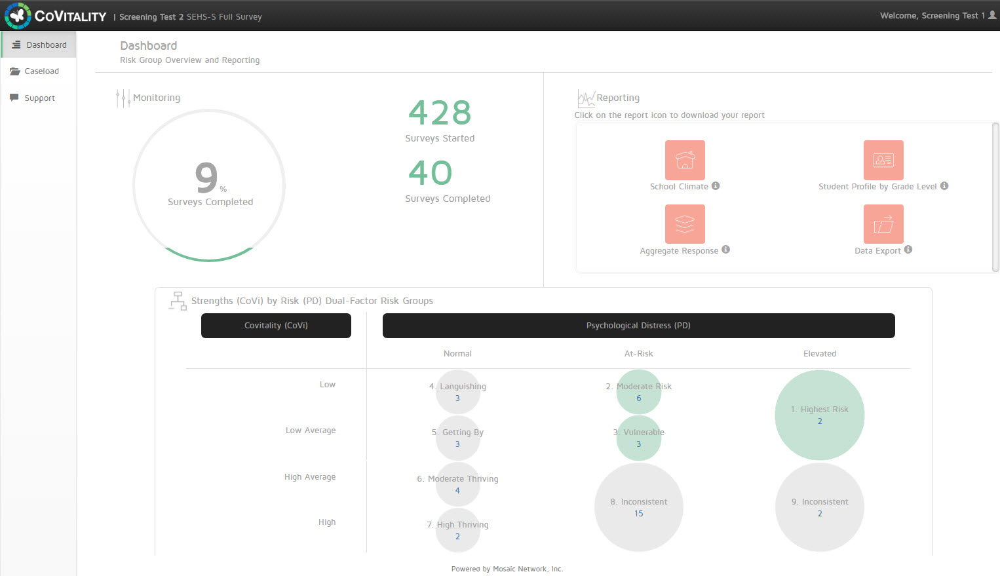 COVITALITY | Screening Test 2 SEHS-S Full Survey
Welcome, Screening Test 1
Dashboard
Caseload
Support
Dashboard
Risk Group Overview and Reporting
Monitoring
9 %
Surveys Completed
428
Surveys Started
40
Surveys Completed
Reporting
Click on the report icon to download your report
School Climate
Student Profile by Grade Level
Aggregate Response
Data Export
Strengths (CoVi) by Risk (PD) Dual-Factor Risk Groups
Covitality (CoVi)
Psychological Distress (PD)
Normal
At-Risk
Elevated
Low
4. Languishing
3
2. Moderate Risk
6
1. Highest Risk
2
Low Average
5. Getting By
3
3. Vulnerable
3
High Average
6. Moderate Thriving
4
8. Inconsistent
15
9. Inconsistent
2
High
7. High Thriving
2
Powered by Mosaic Network, Inc.